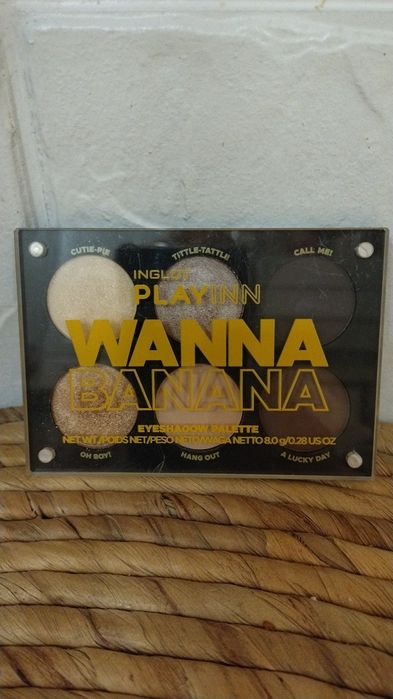 CUTIE-PIE
TITTLE-TATTLE
CALL ME!
INGLOT
PLAYINN
WANNA
BANANA
EYESHADOW PALETTE
NET WT./POIDS NET/PESO NETO/WAGA NETTO 8.0 g/0.28 US OZ
OH BOY!
HANG OUT
A LUCKY DAY